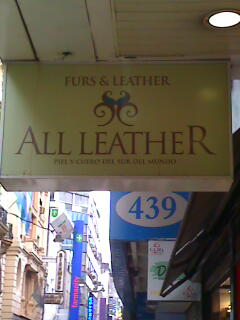 FURS & LEATHER
ALL LEATHER
PIEL Y CUERO DEL SUR DEL MUNDO
439